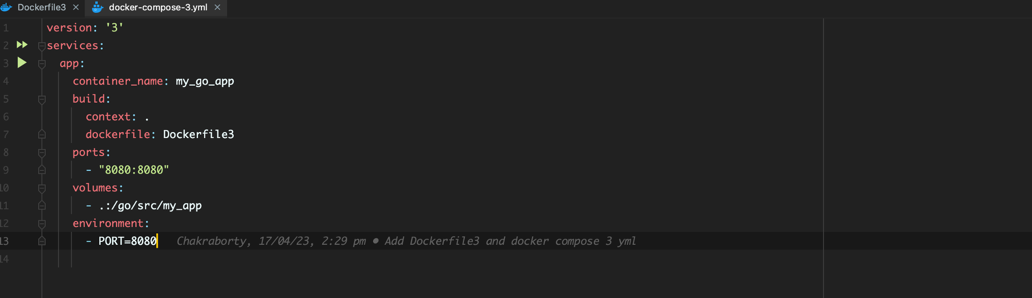 Dockerfile3 × docker-compose-3.yml ×
1 version: '3'
2 services:
3 app:
4 container_name: my_go_app
5 build:
6 context: .
7 dockerfile: Dockerfile3
8 ports:
9 - "8080:8080"
10 volumes:
11 - .:/go/src/my_app
12 environment:
13 - PORT=8080 Chakraborty, 17/04/23, 2:29 pm • Add Dockerfile3 and docker compose 3 yml
14